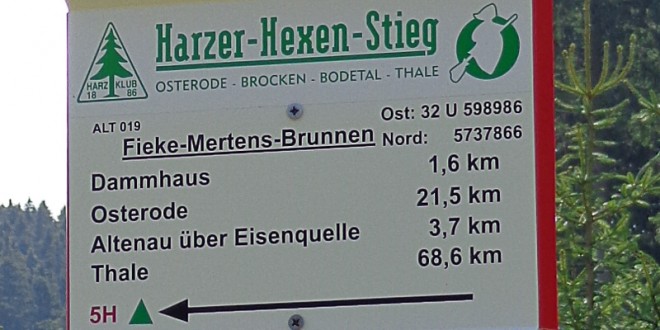 Harzer-Hexen-Stieg
HARZ KLUB
18 86
OSTERODE - BROCKEN - BODETAL - THALE
ALT 019
Ost: 32 U 598986
Fieke-Mertens-Brunnen
Nord: 5737866
Dammhaus 1,6 km
Osterode 21,5 km
Altenau über Eisenquelle 3,7 km
Thale 68,6 km
5H